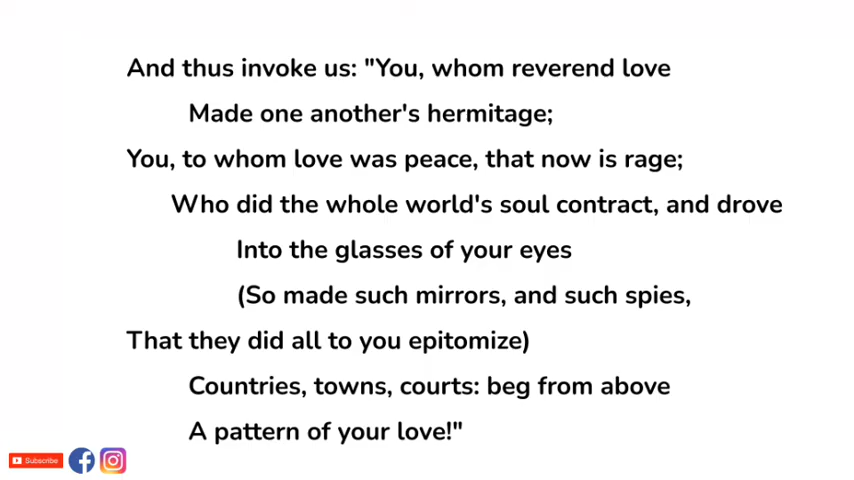 And thus invoke us: "You, whom reverend love
Made one another's hermitage;
You, to whom love was peace, that now is rage;
Who did the whole world's soul contract, and drove
Into the glasses of your eyes
(So made such mirrors, and such spies,
That they did all to you epitomize)
Countries, towns, courts: beg from above
A pattern of your love!"
Subscribe